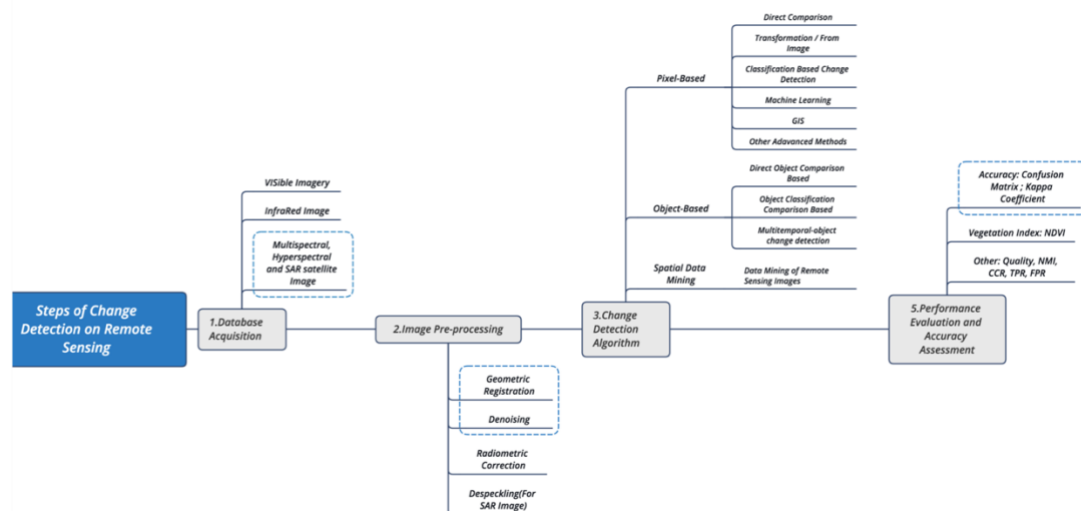 Steps of Change
Detection on Remote
Sensing
1.Database
Acquisition
VISible Imagery
InfraRed Image
Multispectral,
Hyperspectral
and SAR satellite
Image
2.Image Pre-processing
Geometric
Registration
Denoising
Radiometric
Correction
Despeckling(For
SAR Image)
3.Change
Detection
Algorithm
Pixel-Based
Direct Comparison
Transformation / From
Image
Classification Based Change
Detection
Machine Learning
GIS
Other Adavanced Methods
Object-Based
Direct Object Comparison
Based
Object Classification
Comparison Based
Multitemporal-object
change detection
Spatial Data
Mining
Data Mining of Remote
Sensing Images
5.Performance
Evaluation and
Accuracy
Assessment
Accuracy: Confusion
Matrix ; Kappa
Coefficient
Vegetation Index: NDVI
Other: Quality, NMI,
CCR, TPR, FPR